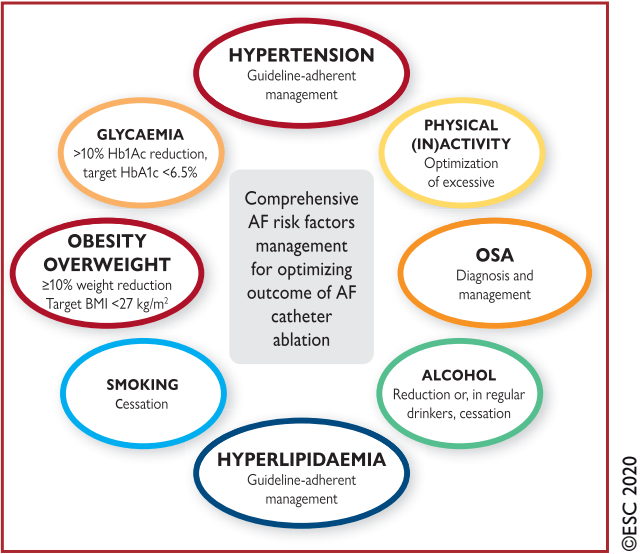 HYPERTENSION
Guideline-adherent
management
GLYCAEMIA
>10% Hb1Ac reduction,
target HbA1c <6.5%
PHYSICAL
(IN)ACTIVITY
Optimization
of excessive
Comprehensive
AF risk factors
management
for optimizing
outcome of AF
catheter
ablation
OBESITY
OVERWEIGHT
≥10% weight reduction
Target BMI <27 kg/m²
OSA
Diagnosis and
management
SMOKING
Cessation
ALCOHOL
Reduction or, in regular
drinkers, cessation
HYPERLIPIDAEMIA
Guideline-adherent
management
©ESC 2020